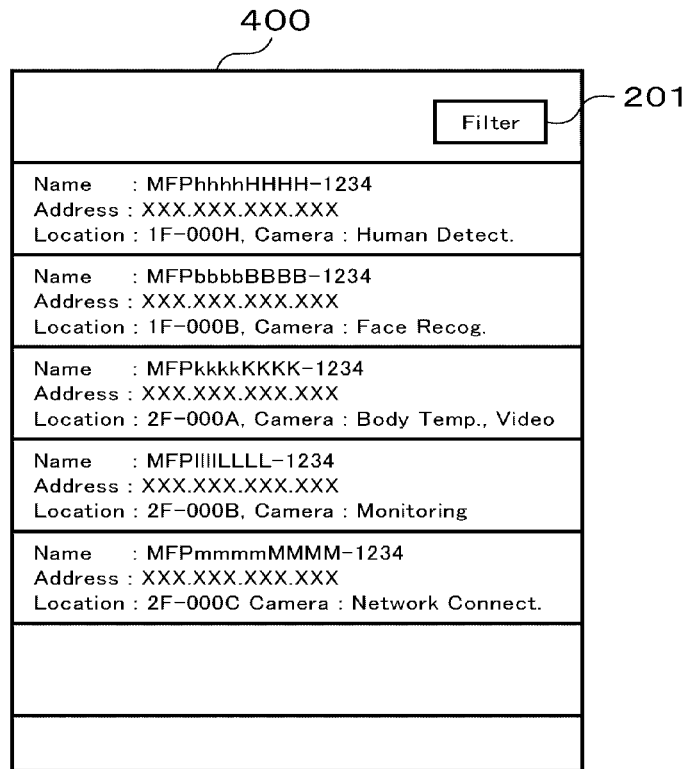 400
201
Filter
Name : MFPhhhhHHHH-1234
Address : XXX.XXX.XXX.XXX
Location : 1F-000H, Camera : Human Detect.
Name : MFPbbbbBBBB-1234
Address : XXX.XXX.XXX.XXX
Location : 1F-000B, Camera : Face Recog.
Name : MFPkkkkKKKK-1234
Address : XXX.XXX.XXX.XXX
Location : 2F-000A, Camera : Body Temp., Video
Name : MFPllllLLLL-1234
Address : XXX.XXX.XXX.XXX
Location : 2F-000B, Camera : Monitoring
Name : MFPmmmmMMMM-1234
Address : XXX.XXX.XXX.XXX
Location : 2F-000C Camera : Network Connect.